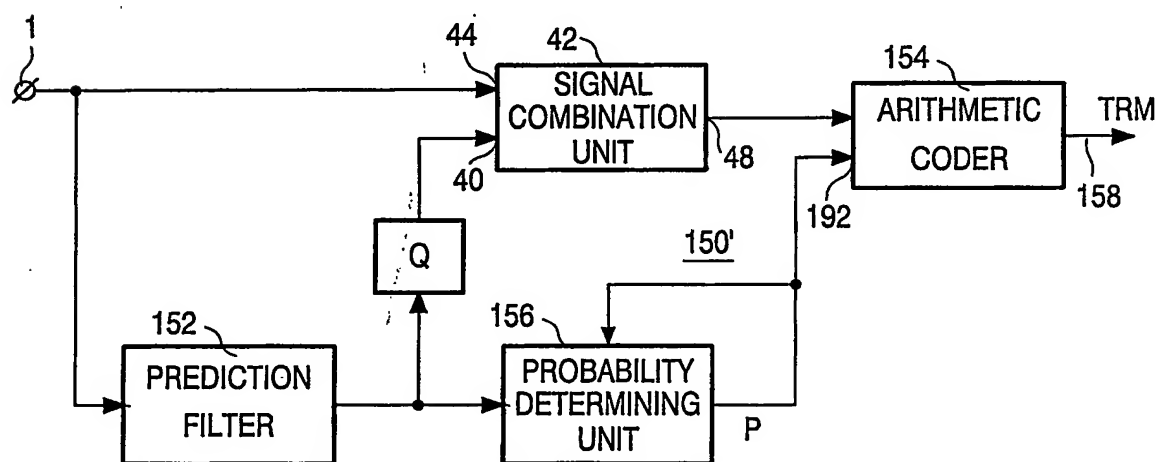 1
44
42
SIGNAL
COMBINATION
UNIT
40
48
154
ARITHMETIC
CODER
TRM
158
192
Q
150'
152
PREDICTION
FILTER
156
PROBABILITY
DETERMINING
UNIT
P